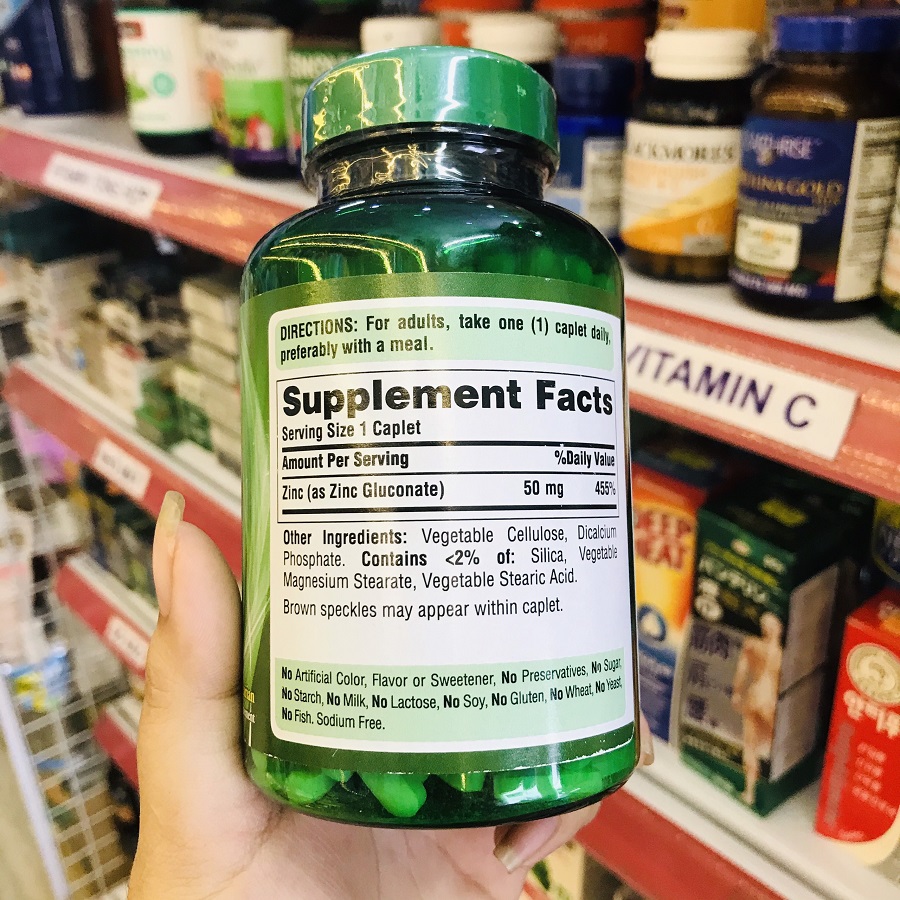 DIRECTIONS: For adults, take one (1) caplet daily,
preferably with a meal.
Supplement Facts
Serving Size 1 Caplet
Amount Per Serving %Daily Value
Zinc (as Zinc Gluconate) 50 mg 455%
Other Ingredients: Vegetable Cellulose, Dicalcium
Phosphate. Contains <2% of: Silica, Vegetable
Magnesium Stearate, Vegetable Stearic Acid.
Brown speckles may appear within caplet.
No Artificial Color, Flavor or Sweetener, No Preservatives, No Sugar,
No Starch, No Milk, No Lactose, No Soy, No Gluten, No Wheat, No Yeast,
No Fish. Sodium Free.
VITAMIN C